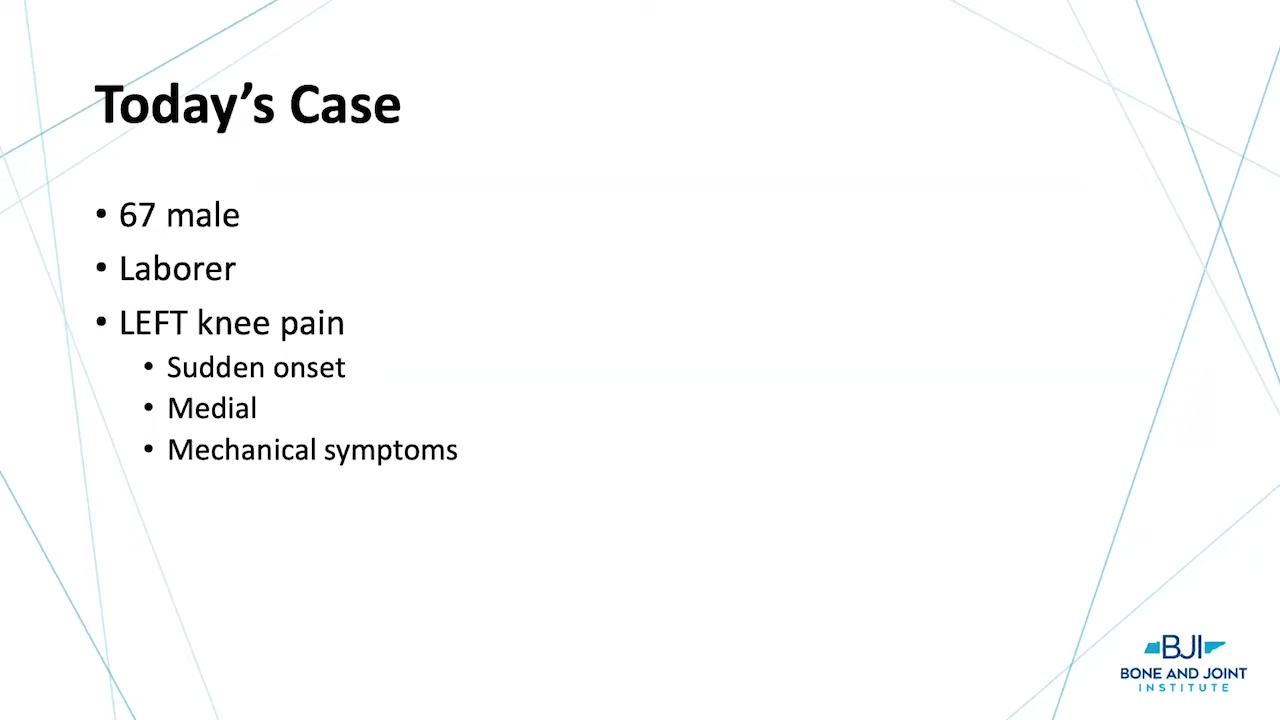 Today’s Case
• 67 male
• Laborer
• LEFT knee pain
• Sudden onset
• Medial
• Mechanical symptoms
BJI
BONE AND JOINT
INSTITUTE